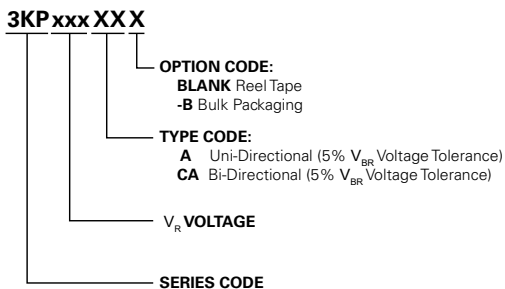 3KPxxxXXX
OPTION CODE:
BLANK Reel Tape
-B Bulk Packaging
TYPE CODE:
A Uni-Directional (5% VBR Voltage Tolerance)
CA Bi-Directional (5% VBR Voltage Tolerance)
VR VOLTAGE
SERIES CODE